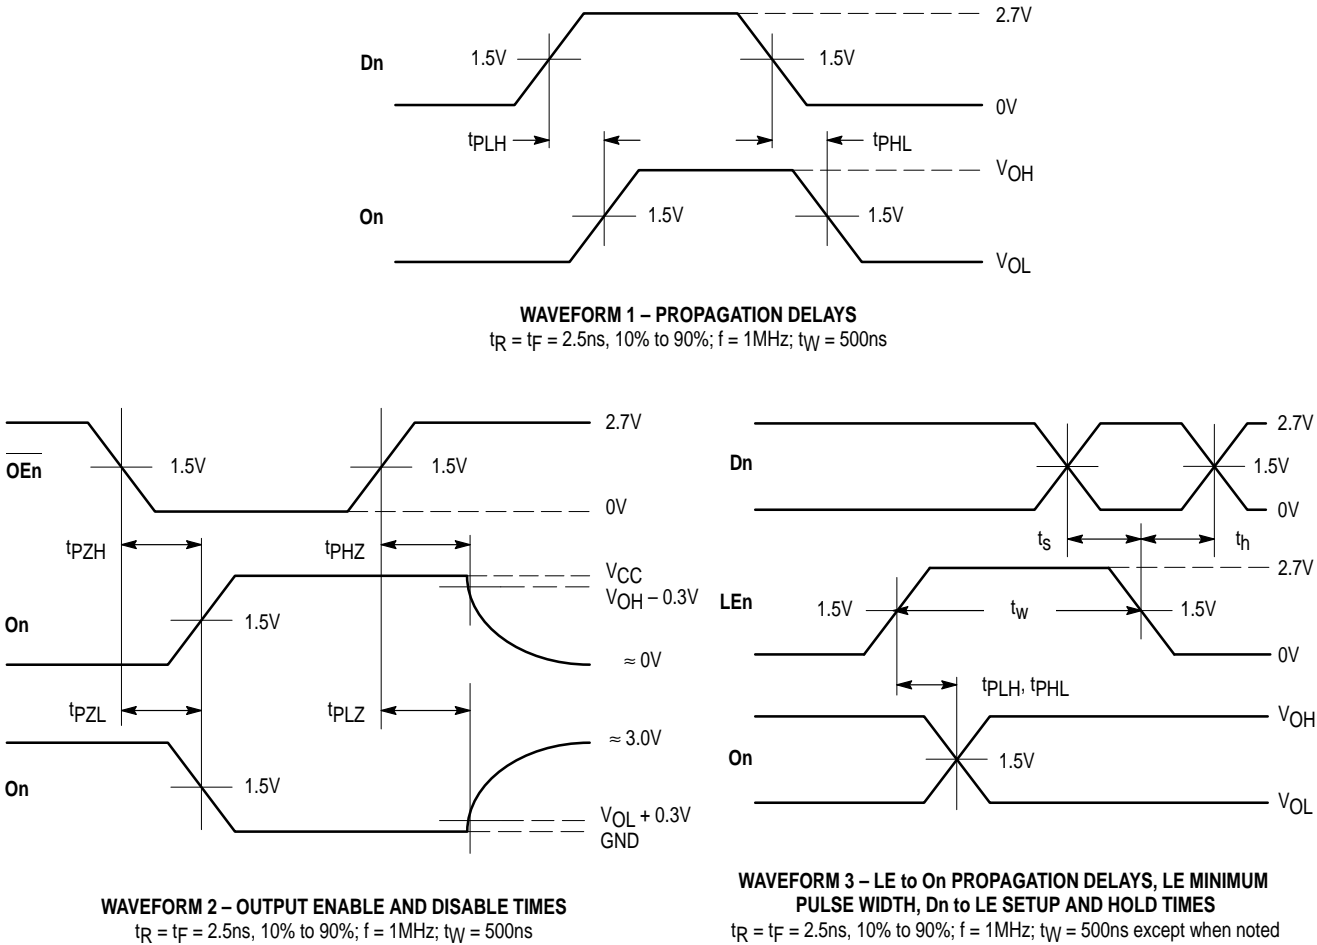 2.7V
Dn
1.5V
1.5V
0V
tPLH
tPHL
VOH
On
1.5V
1.5V
VOL
WAVEFORM 1 – PROPAGATION DELAYS
tR = tF = 2.5ns, 10% to 90%; f = 1MHz; tW = 500ns
2.7V
OEn
1.5V
1.5V
0V
tPZH
tPHZ
VCC
VOH – 0.3V
On
1.5V
≈ 0V
tPZL
tPLZ
≈ 3.0V
On
1.5V
VOL + 0.3V
GND
WAVEFORM 2 – OUTPUT ENABLE AND DISABLE TIMES
tR = tF = 2.5ns, 10% to 90%; f = 1MHz; tW = 500ns
2.7V
Dn
1.5V
0V
ts
th
2.7V
LEn
1.5V
tw
1.5V
0V
tPLH, tPHL
VOH
On
1.5V
VOL
WAVEFORM 3 – LE to On PROPAGATION DELAYS, LE MINIMUM
PULSE WIDTH, Dn to LE SETUP AND HOLD TIMES
tR = tF = 2.5ns, 10% to 90%; f = 1MHz; tW = 500ns except when noted